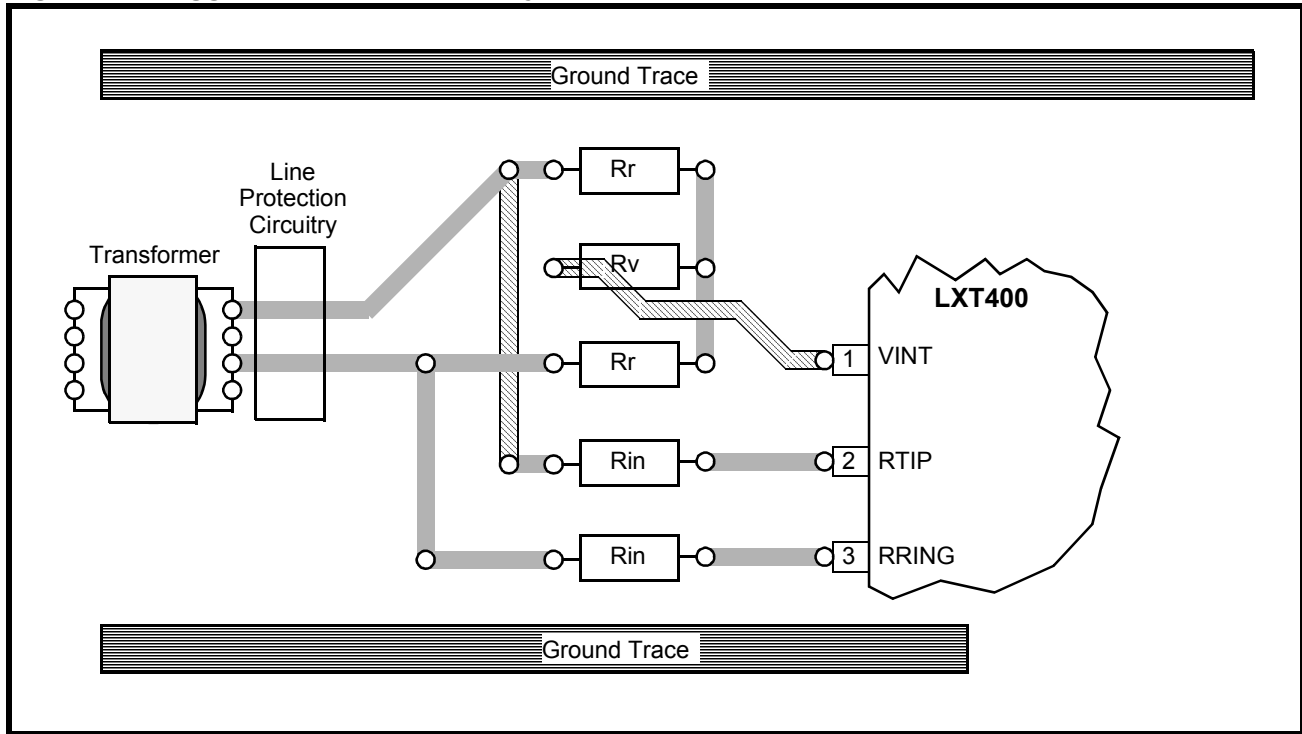 Ground Trace
Line
Protection
Circuitry
Transformer
Rr
Rv
Rr
Rin
Rin
LXT400
1 VINT
2 RTIP
3 RRING
Ground Trace